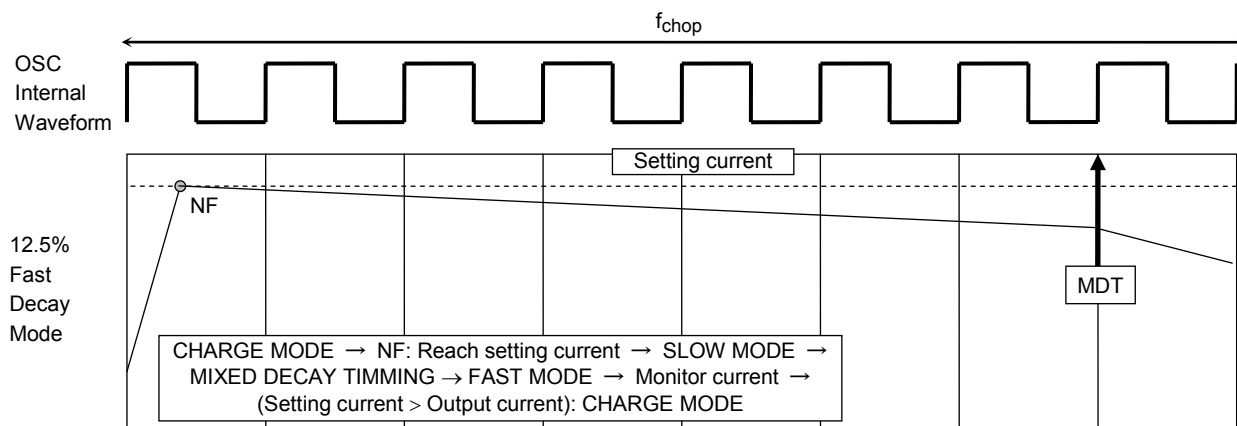 fchop
OSC
Internal
Waveform
Setting current
NF
12.5%
Fast
Decay
Mode
MDT
CHARGE MODE → NF: Reach setting current → SLOW MODE →
MIXED DECAY TIMMING → FAST MODE → Monitor current →
(Setting current > Output current): CHARGE MODE